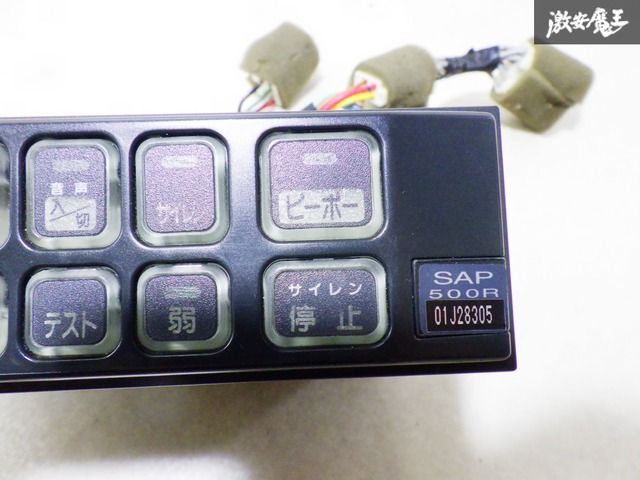 激安魔王
音声
入/切
サイレ
ピーポー
テスト
弱
サイレン
停止
SAP
500R
01J28305